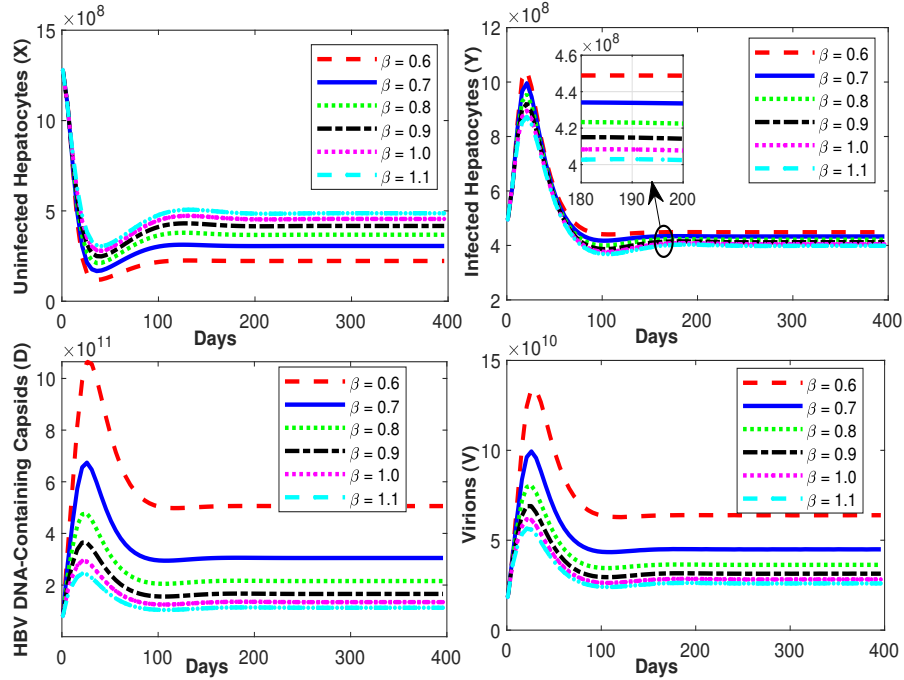 ×10^8
Uninfected Hepatocytes (X)
15
10
5
0
0 100 200 300 400
Days
β = 0.6
β = 0.7
β = 0.8
β = 0.9
β = 1.0
β = 1.1
×10^8
Infected Hepatocytes (Y)
12
10
8
6
4
2
0 100 200 300 400
Days
×10^8
4.6
4.4
4.2
4
180 190 200
β = 0.6
β = 0.7
β = 0.8
β = 0.9
β = 1.0
β = 1.1
×10^11
HBV DNA-Containing Capsids (D)
10
8
6
4
2
0 100 200 300 400
Days
β = 0.6
β = 0.7
β = 0.8
β = 0.9
β = 1.0
β = 1.1
×10^10
Virions (V)
15
10
5
0
0 100 200 300 400
Days
β = 0.6
β = 0.7
β = 0.8
β = 0.9
β = 1.0
β = 1.1